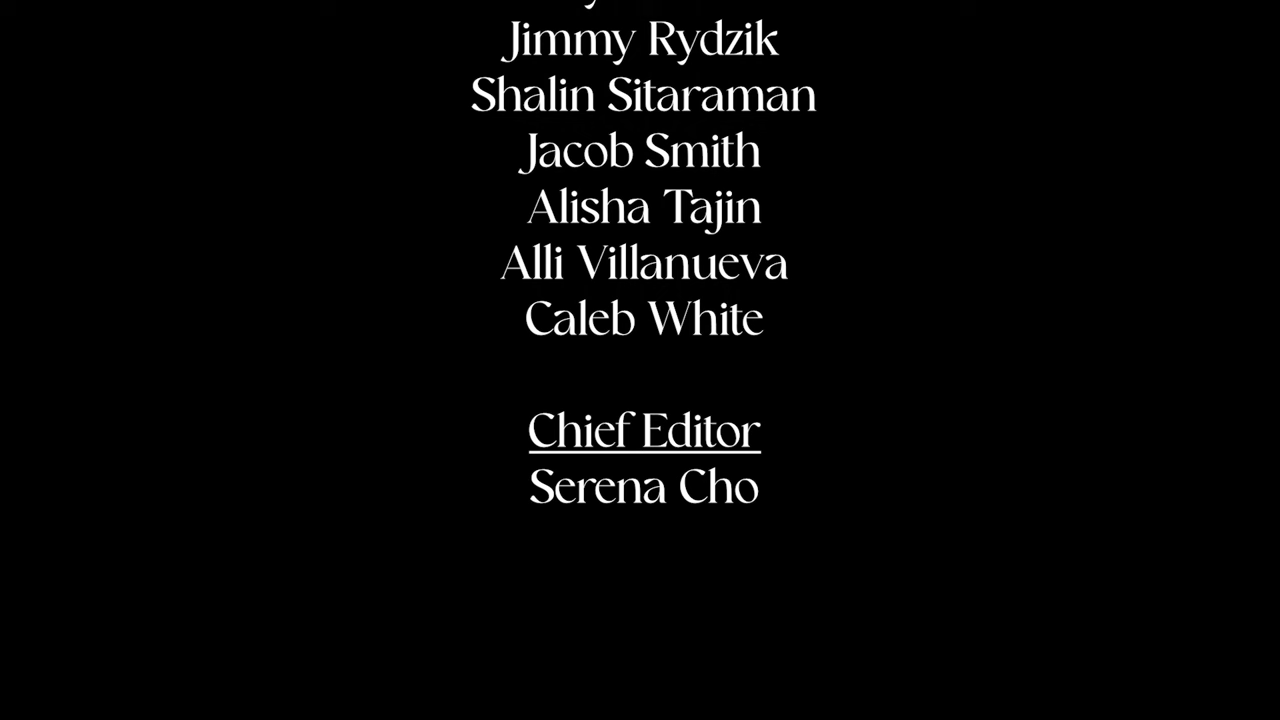 Jimmy Rydzik
Shalin Sitaraman
Jacob Smith
Alisha Tajin
Alli Villanueva
Caleb White
Chief Editor
Serena Cho